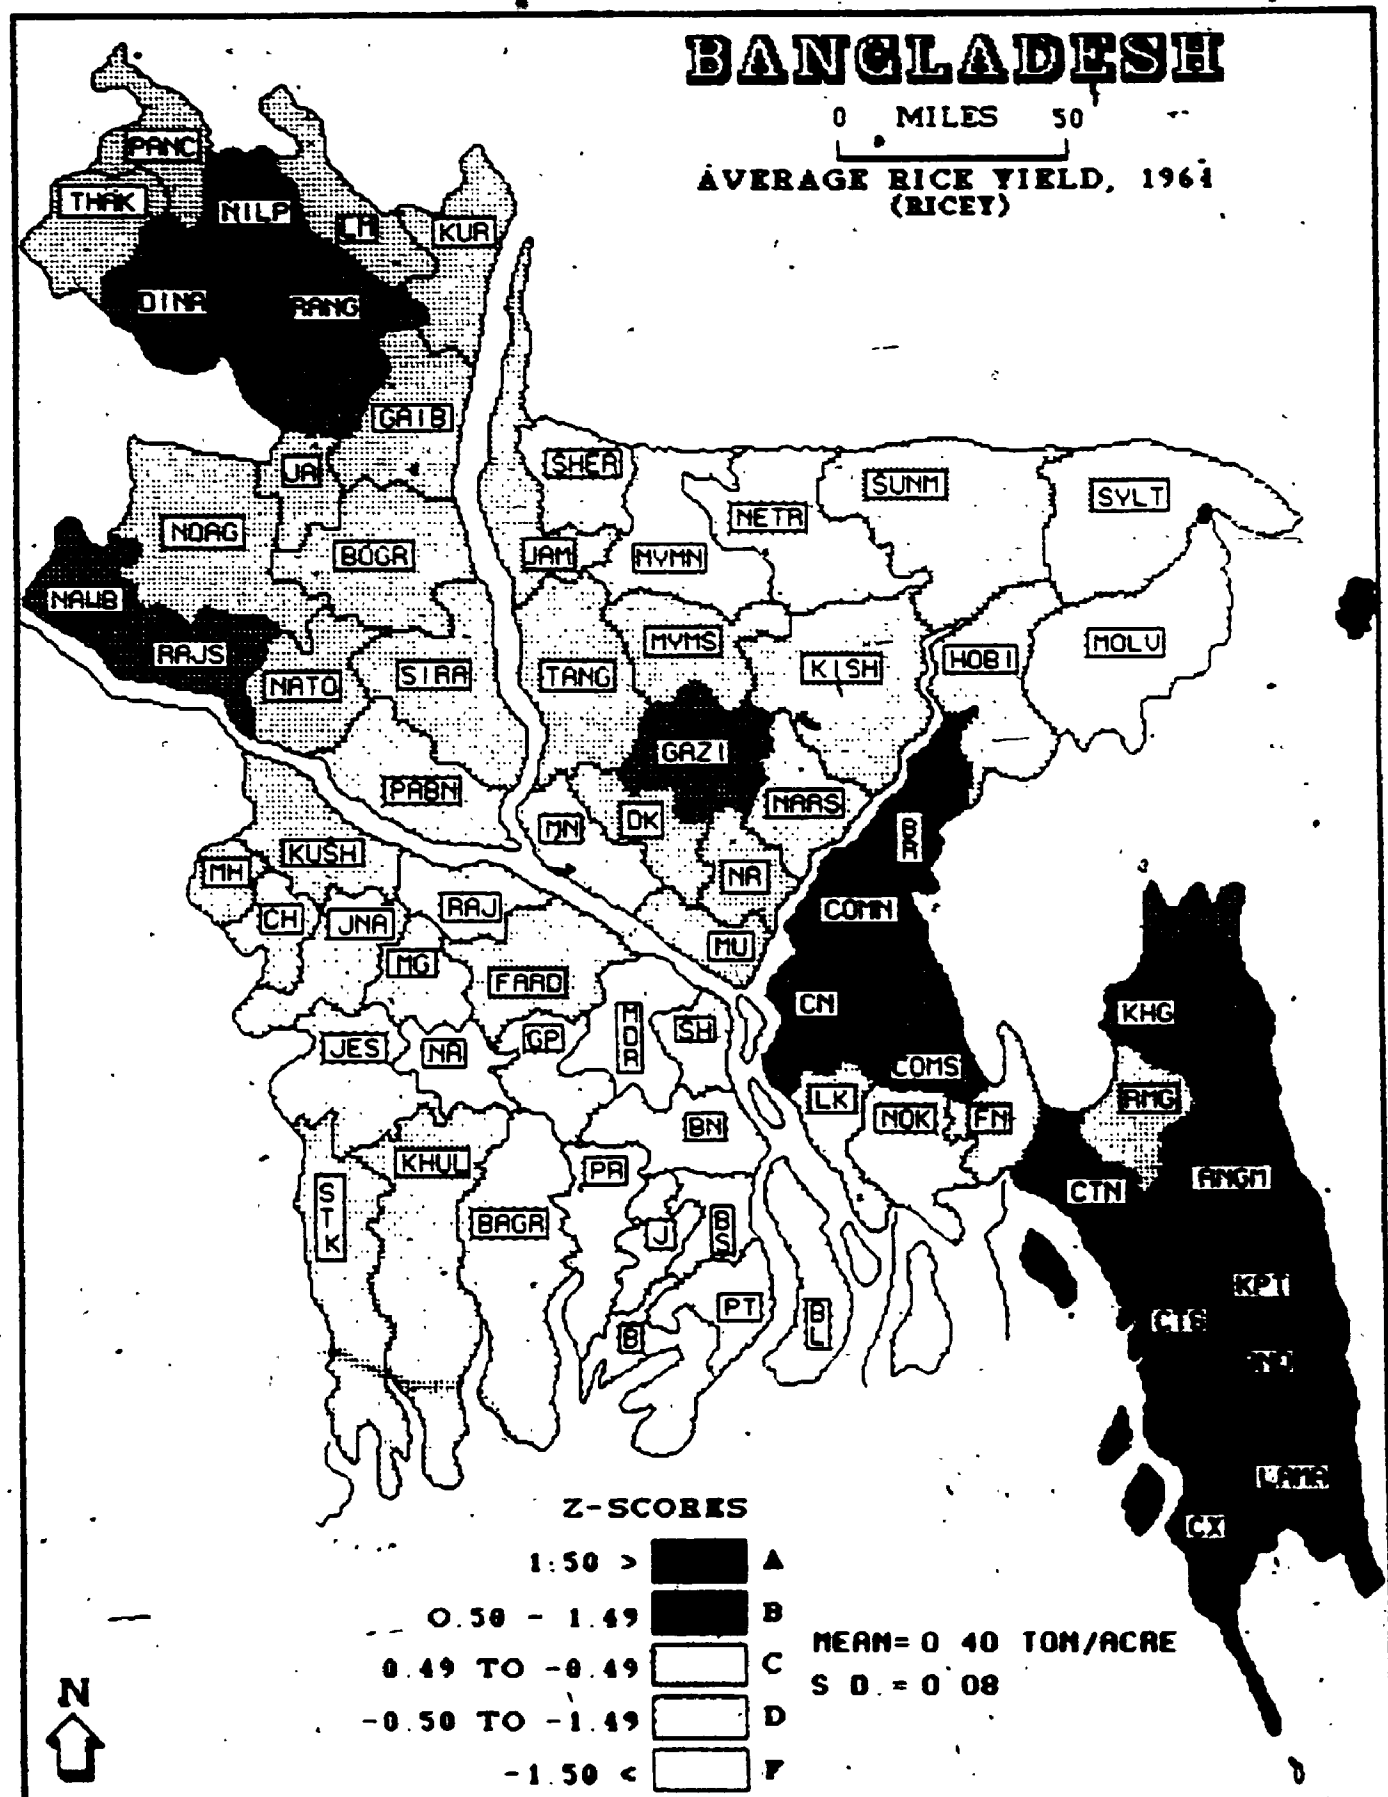 BANGLADESH
0 MILES 50
AVERAGE RICE YIELD, 1964
(RICEY)
PANC
THAK
NILP
LM
KUR
DINA
RANG
GAIB
JA
SHER
SUNM
SYLT
NOAG
NETR
BOGR
JAM
MYMN
NAWB
RAJS
MYMS
KISH
HOBI
MOLV
NATO
SIRA
TANG
GAZI
PABN
NARS
MN
DK
BR
KUSH
MH
NR
COMN
RAJ
CH
JNA
MU
MG
FARD
CN
KHG
MDR
SH
GP
JES
NA
COMS
LK
RMG
NOK
FN
BN
KHUL
PR
CTN
RNGM
STK
BAGR
J
BS
KPT
PT
BL
CTS
B
LAMA
CX
Z-SCORES
1.50 > A
0.50 - 1.49 B
0.49 TO -0.49 C
-0.50 TO -1.49 D
-1.50 < F
MEAN= 0 40 TON/ACRE
S D. = 0 08
N